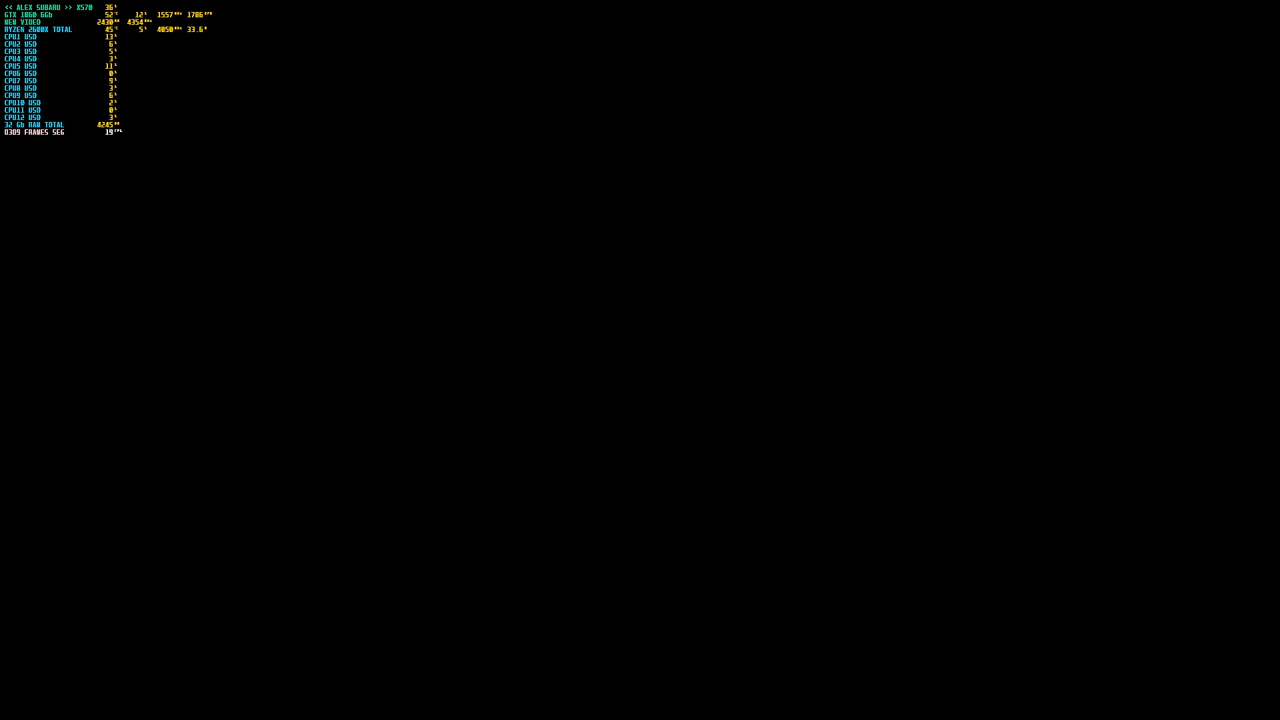 << ALEX SUBARU >> X570 36%
GTX 1060 6Gb 52°C 12% 1557MHz 1786RPM
MEM VIDEO 2430MB 4354MHz
RYZEN 2600X TOTAL 45°C 5% 4050MHz 33.6W
CPU1 USO 13%
CPU2 USO 6%
CPU3 USO 5%
CPU4 USO 3%
CPU5 USO 11%
CPU6 USO 0%
CPU7 USO 9%
CPU8 USO 3%
CPU9 USO 6%
CPU10 USO 2%
CPU11 USO 0%
CPU12 USO 3%
32 Gb RAM TOTAL 4245MB
D3D9 FRAMES SEG 19FPS